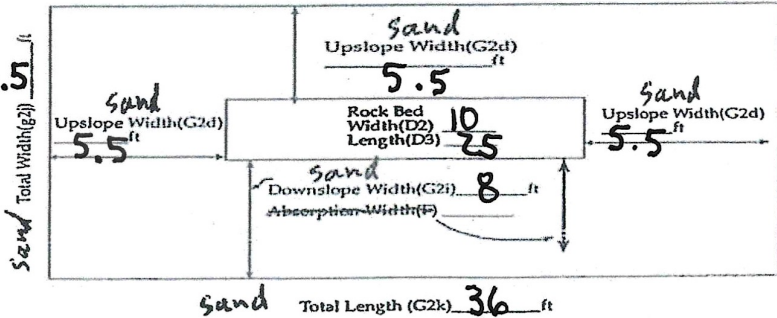 sand
Upslope Width(G2d)
ft
5.5
sand
Upslope Width(G2d)
ft
5.5
Rock Bed
Width(D2) 10
Length(D3) 25
sand
Upslope Width(G2d)
ft
5.5
sand
Downslope Width(G2i) 8 ft
Absorption Width(F)
sand Total Width(g2j) .5 ft
sand Total Length (G2k) 36 ft